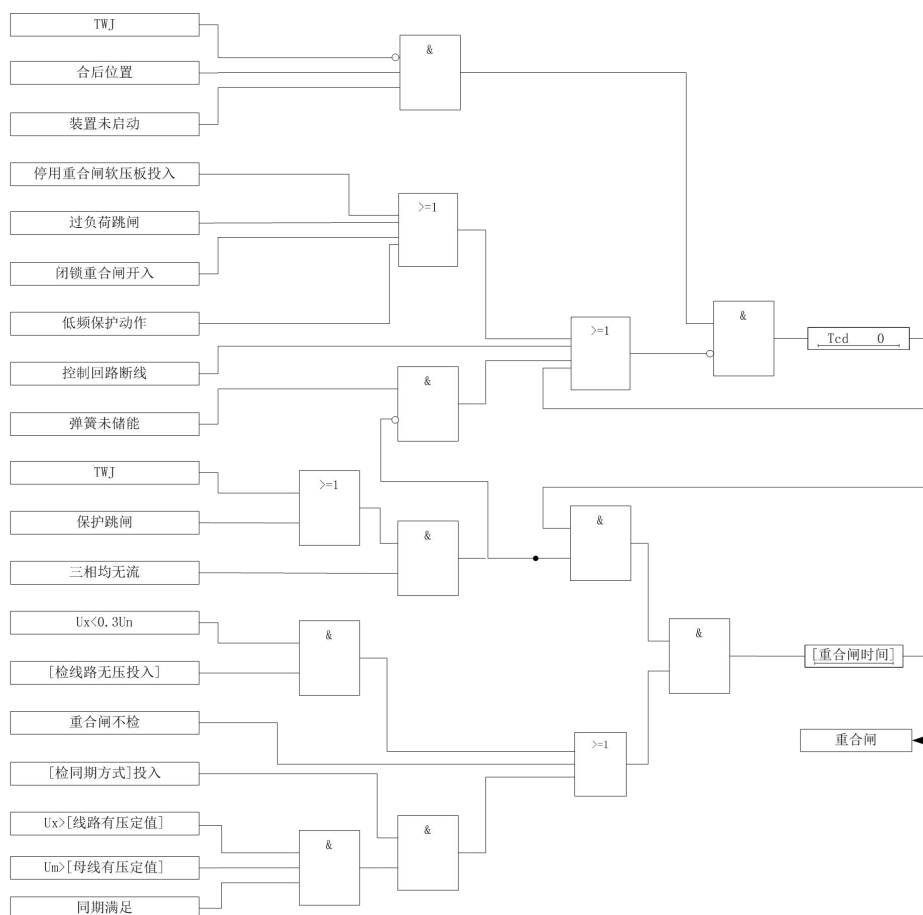 TWJ
&
合后位置
装置未启动
停用重合闸软压板投入
>=1
过负荷跳闸
闭锁重合闸开入
低频保护动作
>=1
&
Tcd 0
控制回路断线
&
弹簧未储能
TWJ
>=1
保护跳闸
&
&
三相均无流
Ux<0.3Un
&
&
[检线路无压投入]
[重合闸时间]
重合闸不检
>=1
重合闸
[检同期方式]投入
Ux>[线路有压定值]
&
&
Um>[母线有压定值]
同期满足